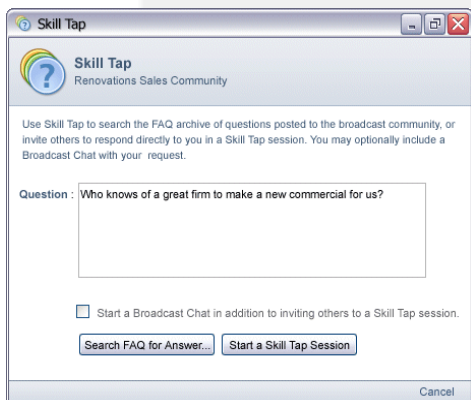 Skill Tap
Skill Tap
Renovations Sales Community
Use Skill Tap to search the FAQ archive of questions posted to the broadcast community, or
invite others to respond directly to you in a Skill Tap session. You may optionally include a
Broadcast Chat with your request.
Question : Who knows of a great firm to make a new commercial for us?
Start a Broadcast Chat in addition to inviting others to a Skill Tap session.
Search FAQ for Answer... Start a Skill Tap Session
Cancel